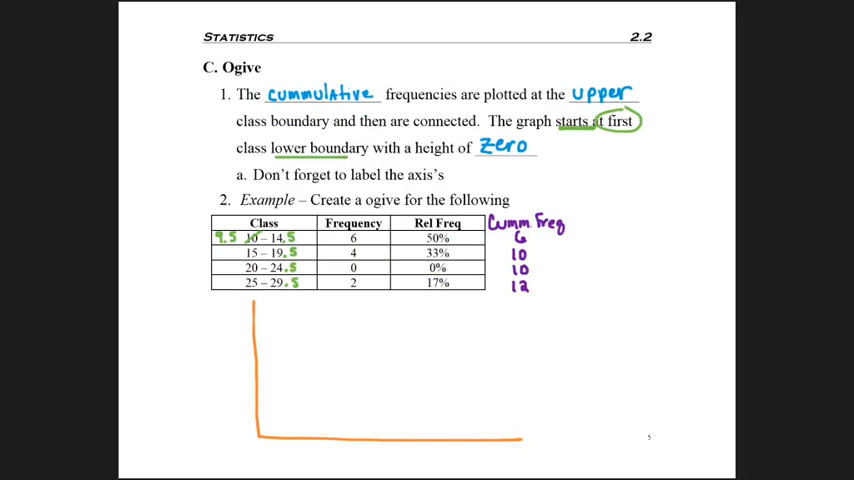 STATISTICS 2.2
C. Ogive
1. The cummulative frequencies are plotted at the upper
class boundary and then are connected. The graph starts at first
class lower boundary with a height of zero
a. Don't forget to label the axis's
2. Example – Create a ogive for the following
Class Frequency Rel Freq Cumm Freq
9.5 10 – 14.5 6 50% 6
15 – 19.5 4 33% 10
20 – 24.5 0 0% 10
25 – 29.5 2 17% 12
5